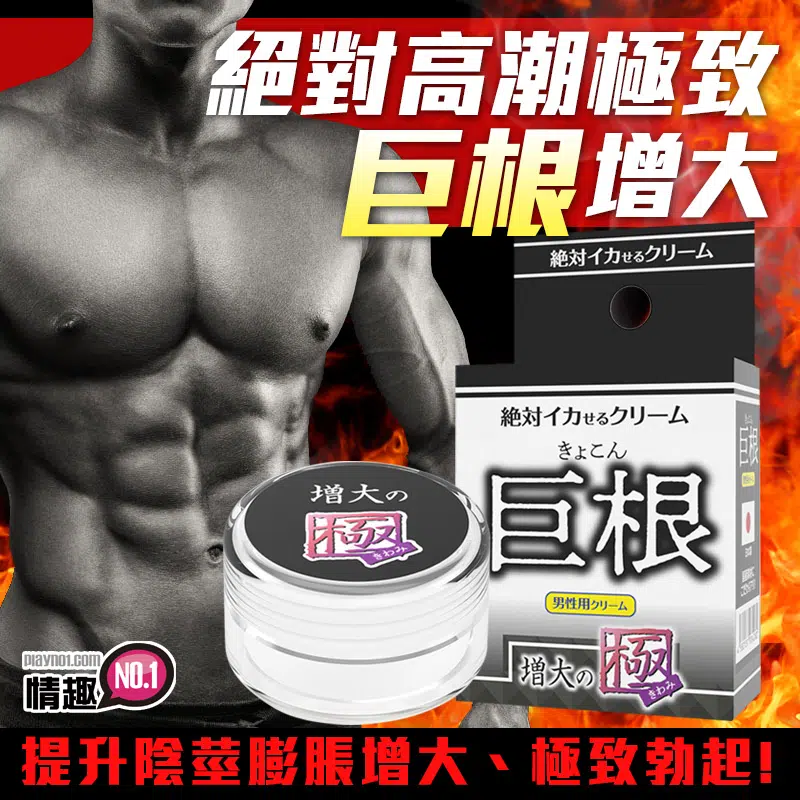 絕對高潮極致
巨根增大
絶対イカせるクリーム
絶対イカせるクリーム
きょこん
巨根
男性用クリーム
増大の
極
きわみ
増大の
極
きわみ
巨根
playno1.com
情趣
NO.1
提升陰莖膨脹增大、極致勃起!